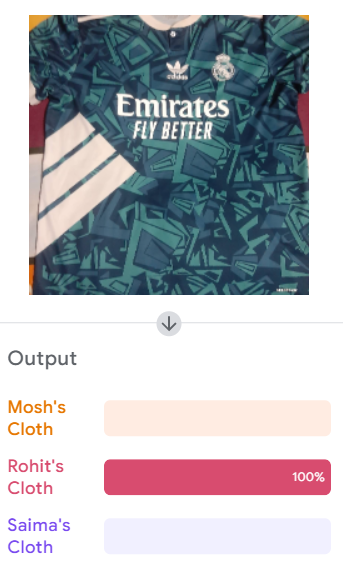 adidas
Emirates
FLY BETTER
Output
Mosh's
Cloth
Rohit's
Cloth
100%
Saima's
Cloth